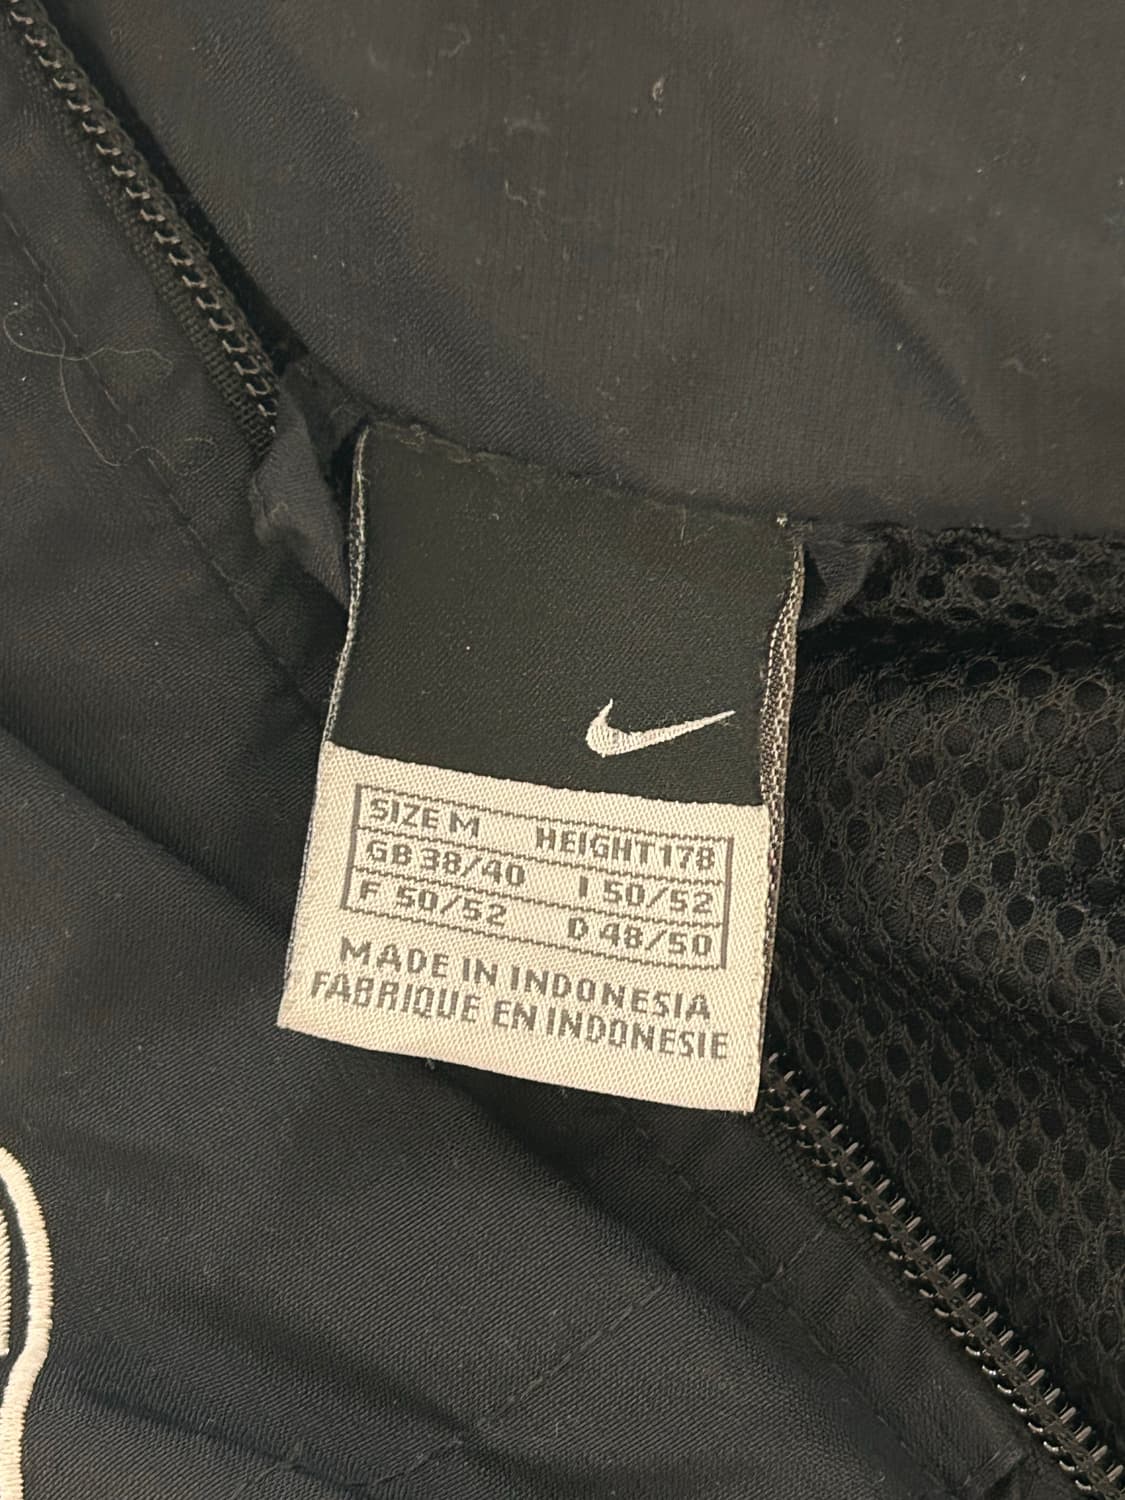 SIZE M HEIGHT 178
GB 38/40 I 50/52
F 50/52 D 48/50
MADE IN INDONESIA
FABRIQUE EN INDONESIE